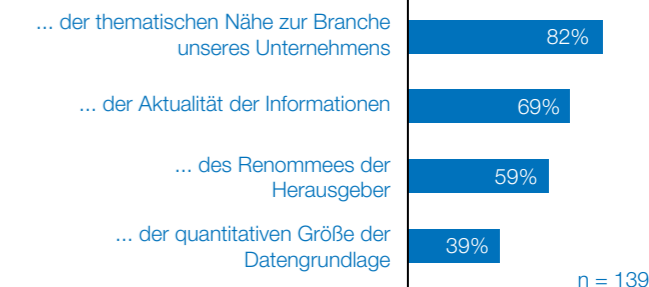 ... der thematischen Nähe zur Branche
unseres Unternehmens
82%
... der Aktualität der Informationen
69%
... des Renommees der
Herausgeber
59%
... der quantitativen Größe der
Datengrundlage
39%
n = 139